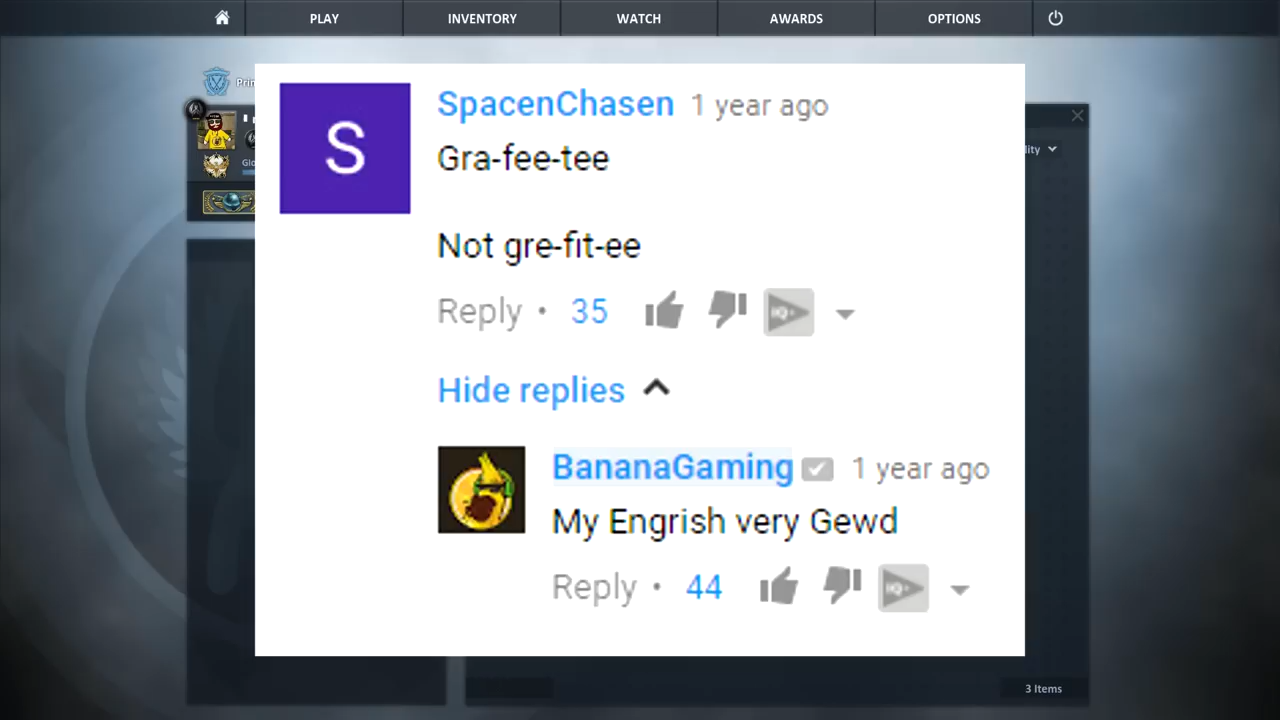 PLAY
INVENTORY
WATCH
AWARDS
OPTIONS
S
SpacenChasen 1 year ago
Gra-fee-tee
Not gre-fit-ee
Reply • 35
Hide replies
BananaGaming 1 year ago
My Engrish very Gewd
Reply • 44
3 Items